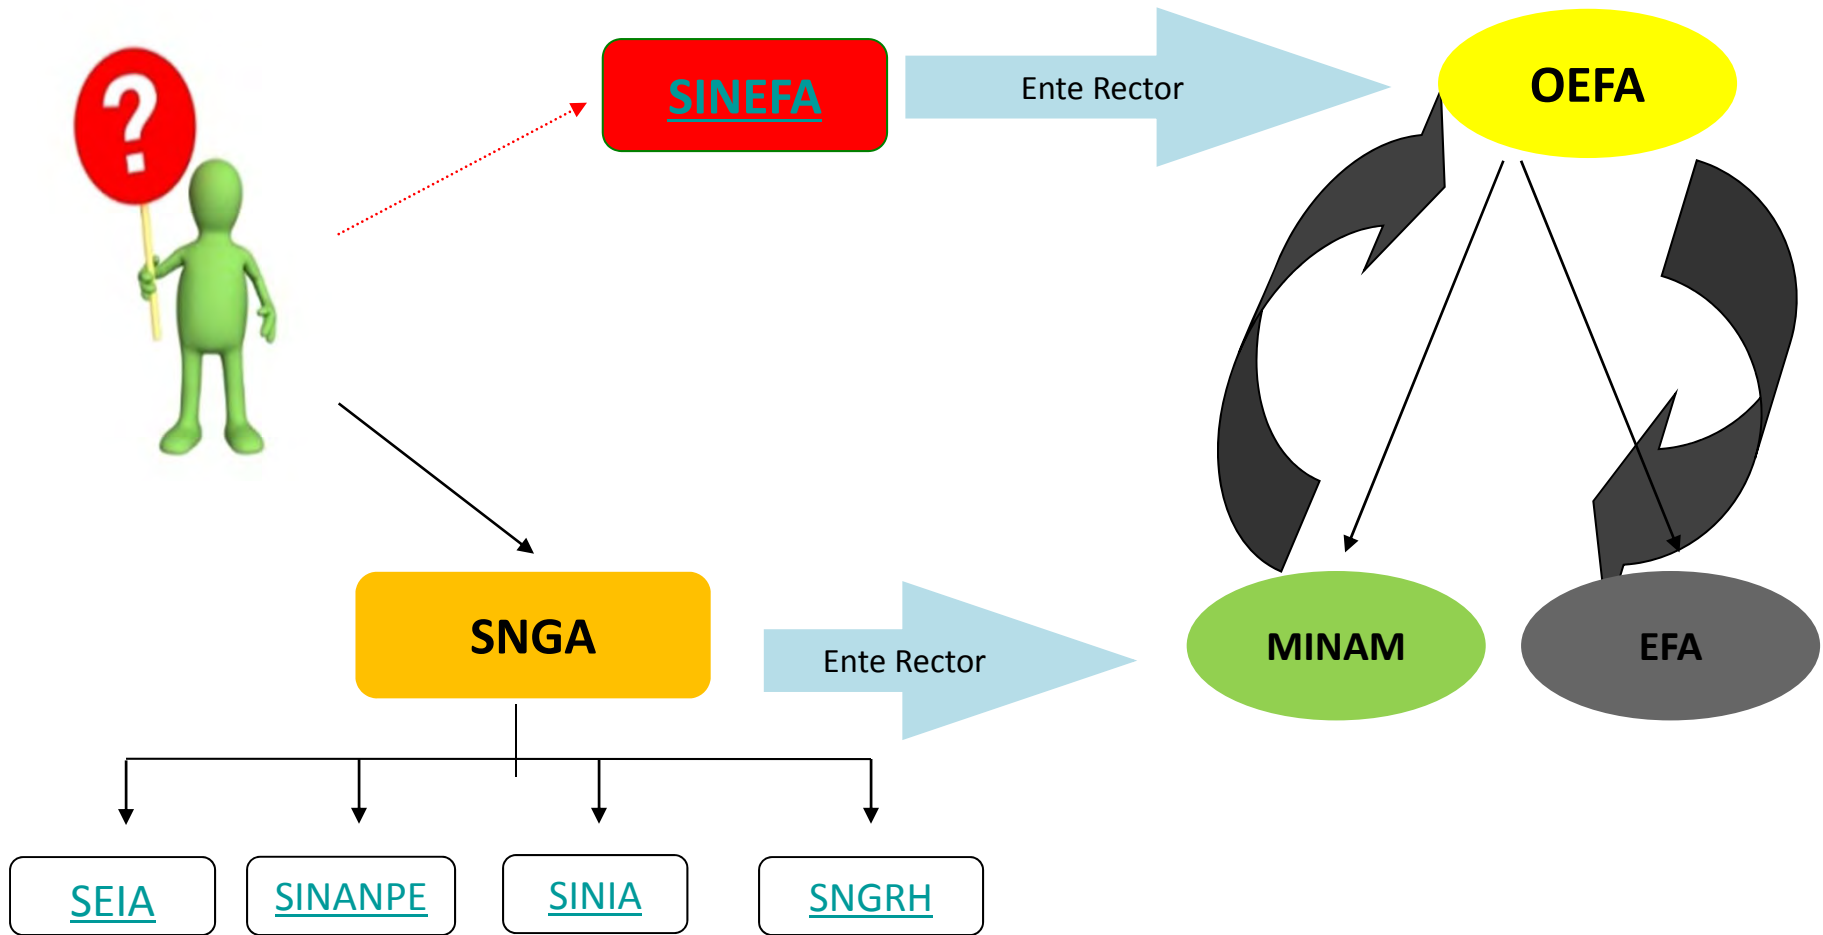 ?
SINEFA
Ente Rector
OEFA
SNGA
Ente Rector
MINAM
EFA
SEIA
SINANPE
SINIA
SNGRH